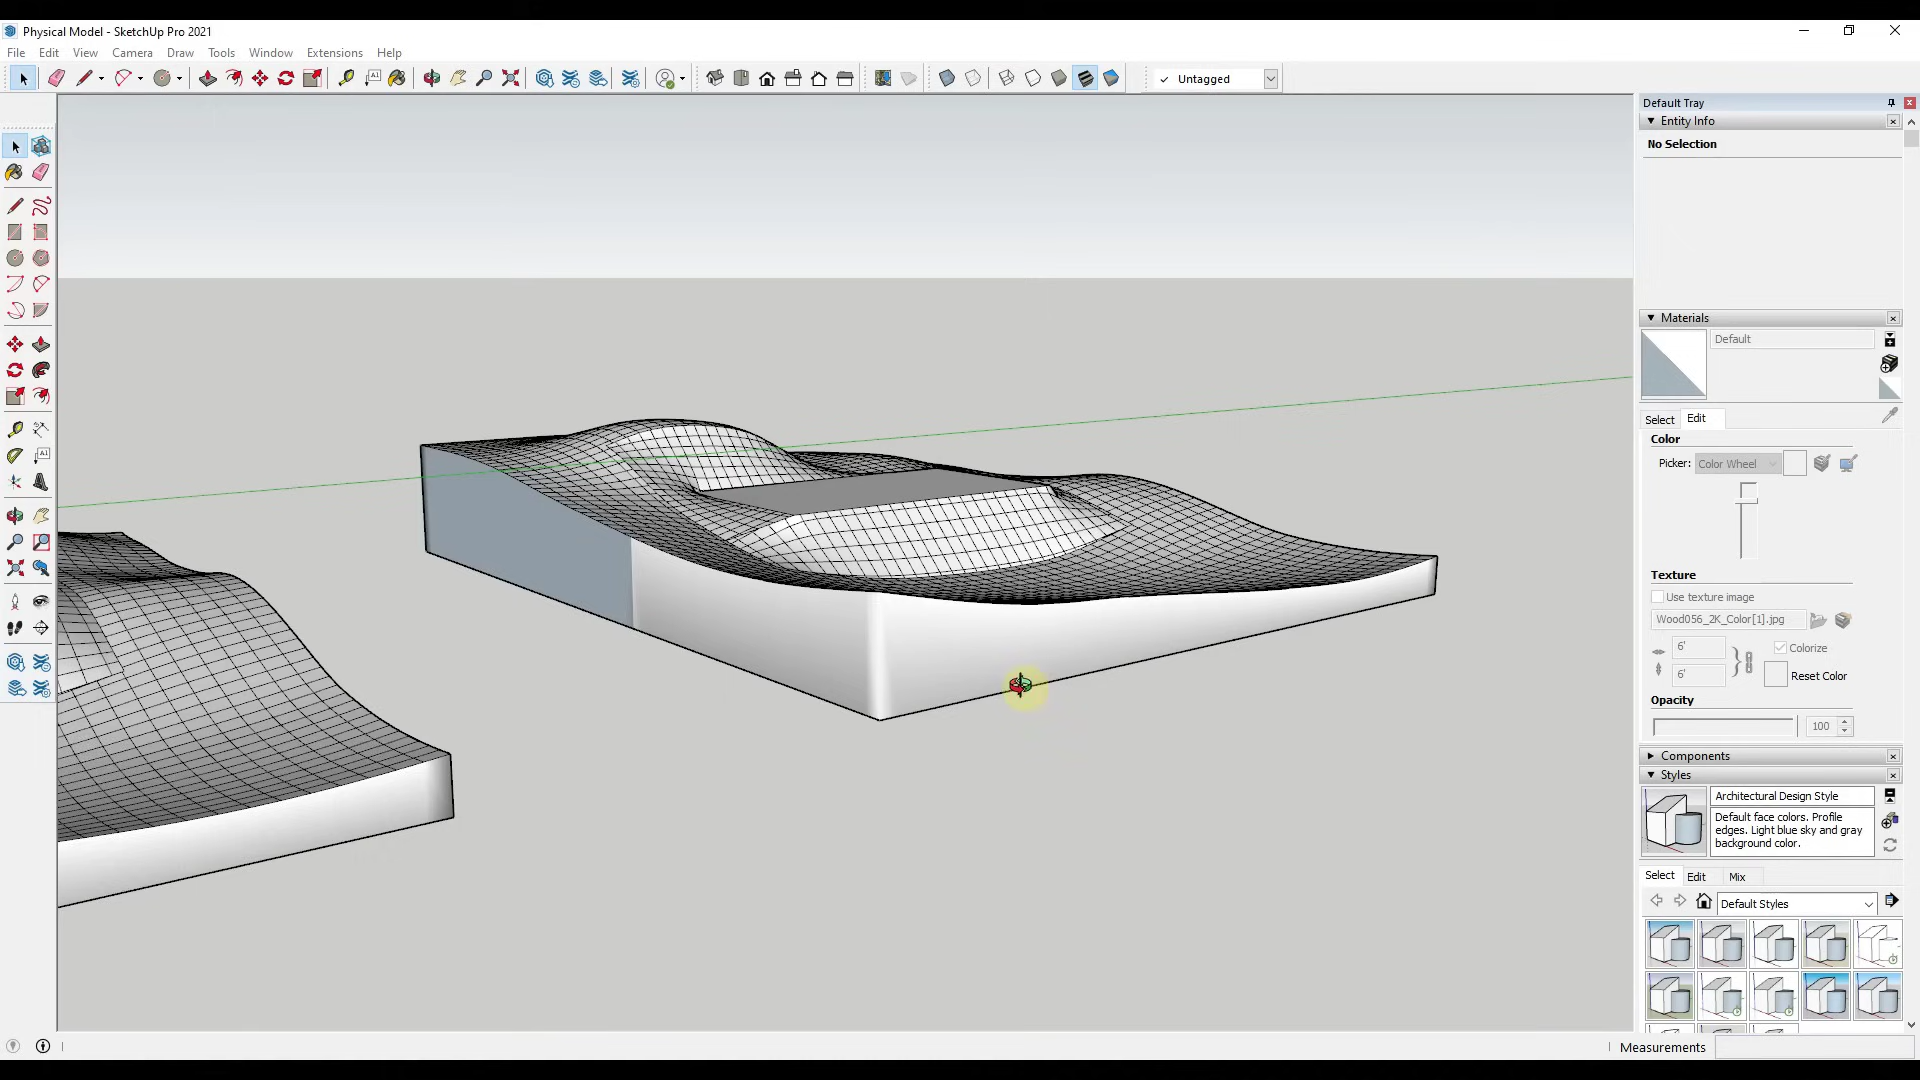 Physical Model - SketchUp Pro 2021
File Edit View Camera Draw Tools Window Extensions Help
A1
Untagged
Default Tray
Entity Info
No Selection
Materials
Default
Select Edit
A1
Color
Picker: Color Wheel
Texture
Use texture image
Wood056_2K_Color[1].jpg
6' Colorize
6' Reset Color
Opacity
100
Components
Styles
Architectural Design Style
Default face colors. Profile
edges. Light blue sky and gray
background color.
Select Edit Mix
Default Styles
Measurements